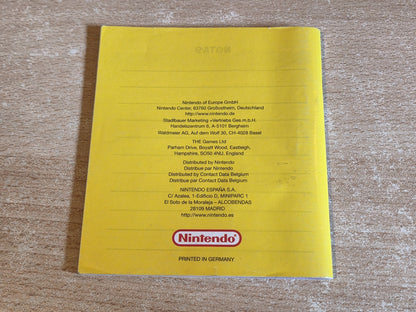 NOTAS
Nintendo of Europe GmbH
Nintendo Center, 63760 Großostheim, Deutschland
http://www.nintendo.de
Stadlbauer Marketing +Vertriebs Ges.m.b.H.
Handelszentrum 6, A-5101 Bergheim
Waldmeier AG, Auf dem Wolf 30, CH-4028 Basel
THE Games Ltd
Parham Drive, Boyatt Wood, Eastleigh,
Hampshire, SO50 4NU, England
Distributed by Nintendo
Distribué par Nintendo
Distributed by Contact Data Belgium
Distribué par Contact Data Belgium
NINTENDO ESPAÑA S.A.
C/ Azalea, 1-Edificio D, MINIPARC 1
El Soto de la Moraleja – ALCOBENDAS
28109 MADRID
http://www.nintendo.es
Nintendo
PRINTED IN GERMANY